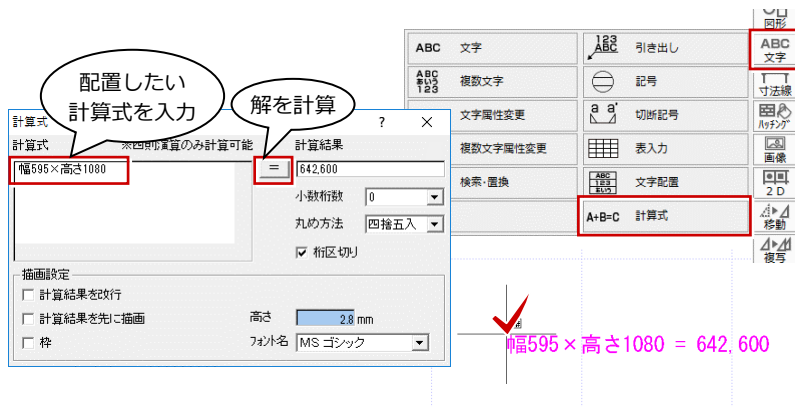 図形
ABC
文字
寸法線
ハッチング
画像
2D
移動
複写
ABC 文字
123
ABC 引き出し
ABC
あいう
123 複数文字
記号
文字属性変更
a a' 切断記号
複数文字属性変更
表入力
検索・置換
ABC
123
あいう 文字配置
A+B=C 計算式
配置したい
計算式を入力
解を計算
計算式 ? ×
計算式 ※四則演算のみ計算可能 計算結果
幅595×高さ1080 = 642,600
小数桁数 0
丸め方法 四捨五入
桁区切り
描画設定
計算結果を改行
計算結果を先に描画 高さ 2.8 mm
枠 フォント名 MS ゴシック
幅595×高さ1080 = 642,600